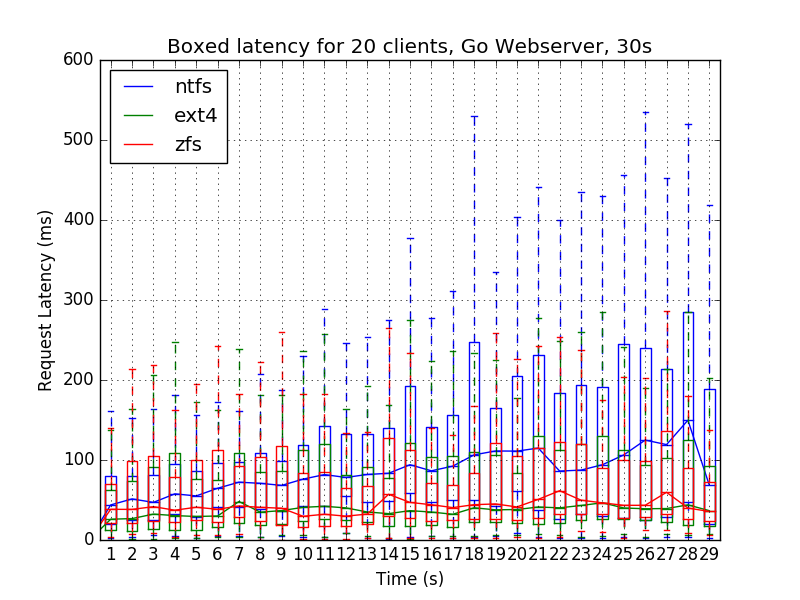 Boxed latency for 20 clients, Go Webserver, 30s
600
500
400
300
200
100
0
Request Latency (ms)
ntfs
ext4
zfs
1 2 3 4 5 6 7 8 9 10 11 12 13 14 15 16 17 18 19 20 21 22 23 24 25 26 27 28 29
Time (s)